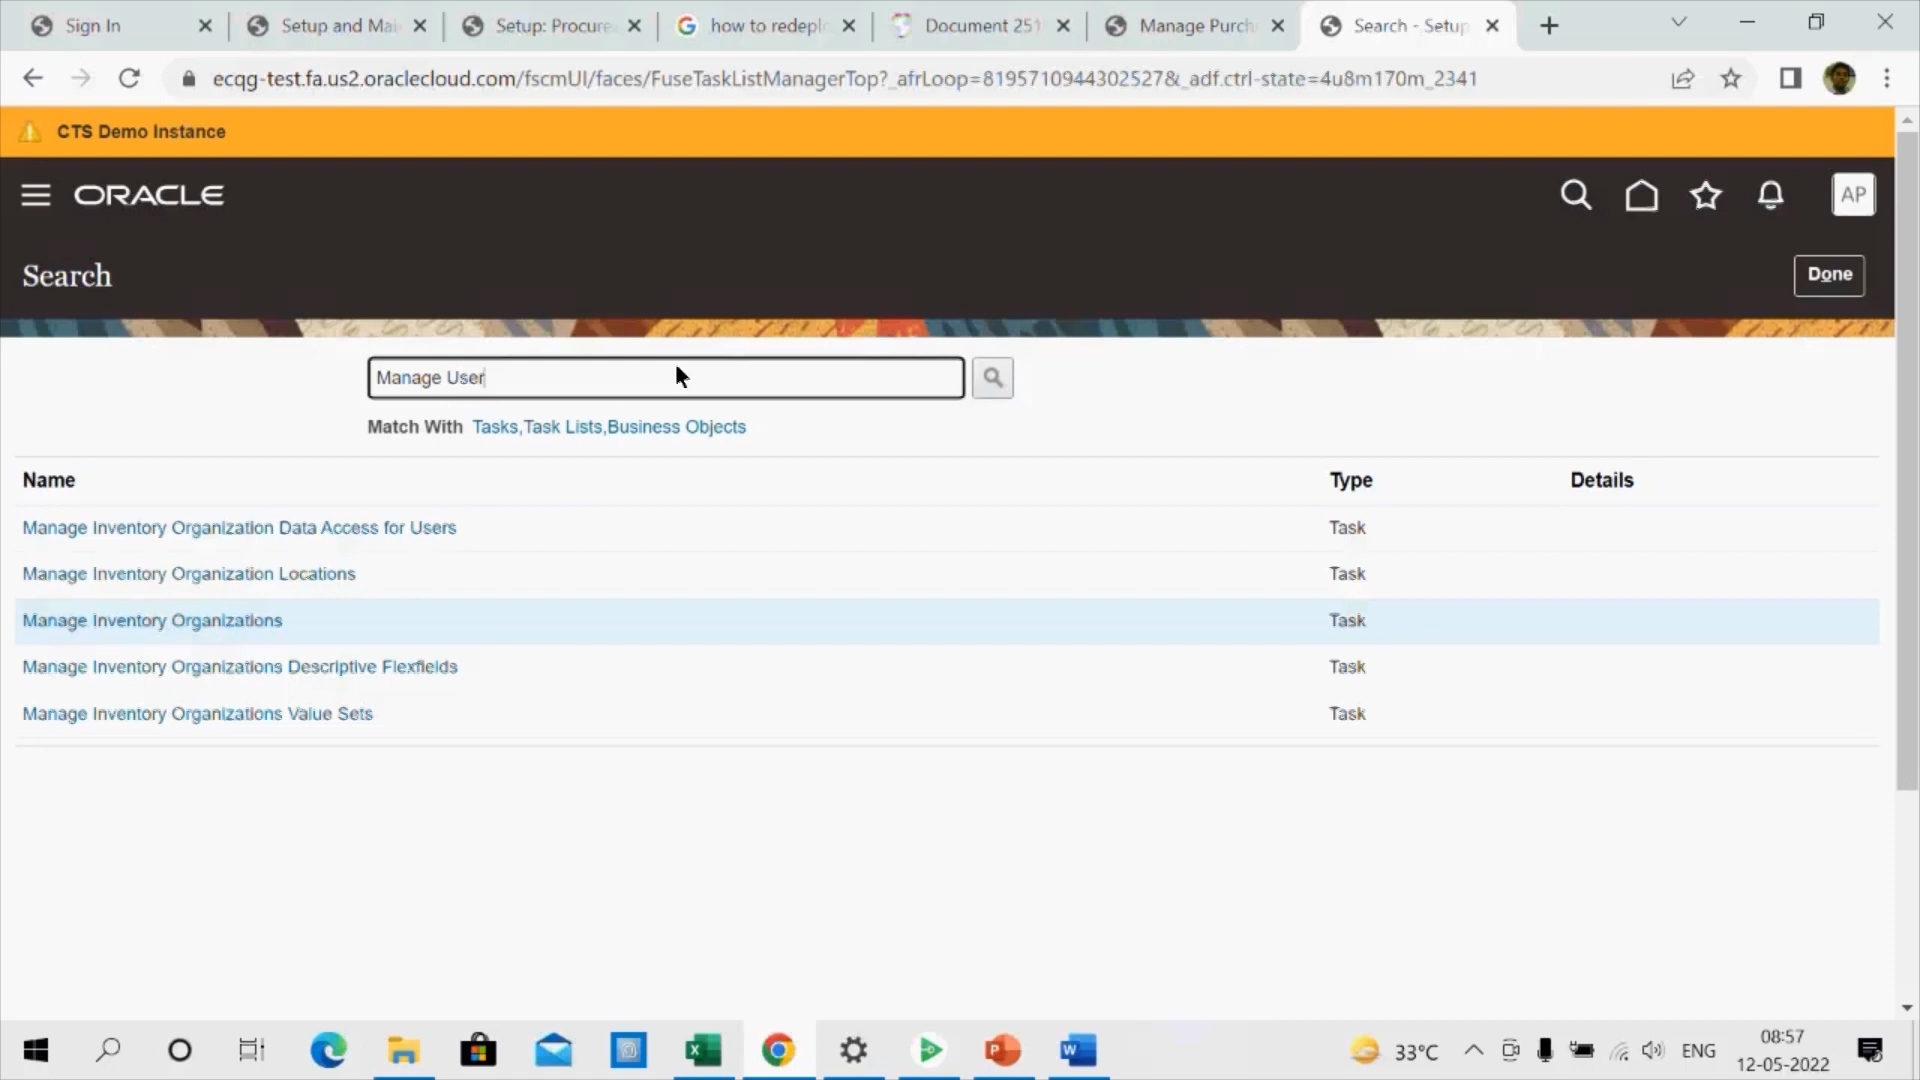 Sign In
Setup and Mai
Setup: Procure
how to redepl
Document 251
Manage Purch
Search - Setup
ecqg-test.fa.us2.oraclecloud.com/fscmUI/faces/FuseTaskListManagerTop?_afrLoop=8195710944302527&_adf.ctrl-state=4u8m170m_2341
CTS Demo Instance
ORACLE
AP
Search
Done
Manage User
Match With Tasks,Task Lists,Business Objects
Name Type Details
Manage Inventory Organization Data Access for Users Task
Manage Inventory Organization Locations Task
Manage Inventory Organizations Task
Manage Inventory Organizations Descriptive Flexfields Task
Manage Inventory Organizations Value Sets Task
33°C
ENG
08:57
12-05-2022